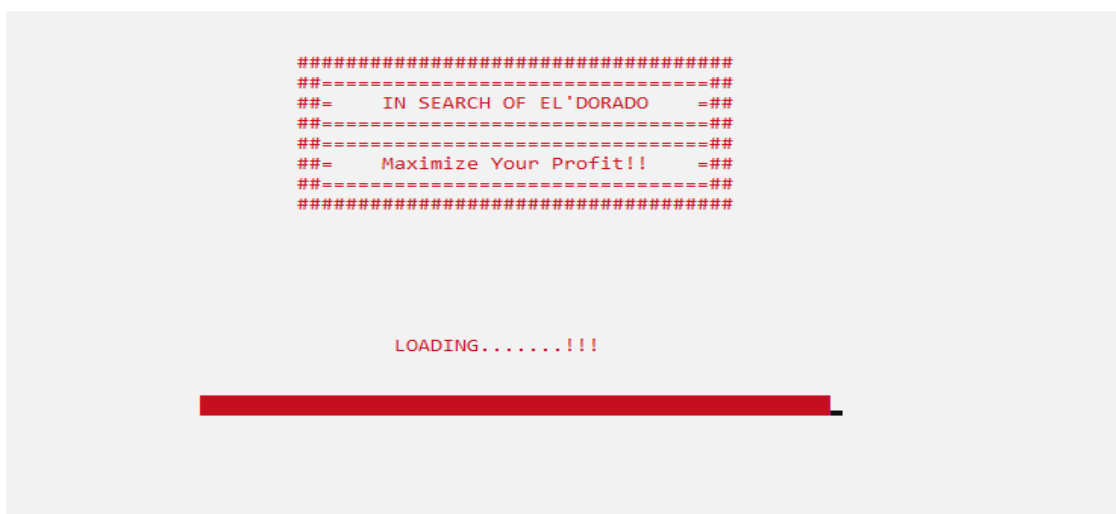 ####################################
##================================##
##=    IN SEARCH OF EL'DORADO    =##
##================================##
##================================##
##=    Maximize Your Profit!!    =##
##================================##
####################################
LOADING.......!!!